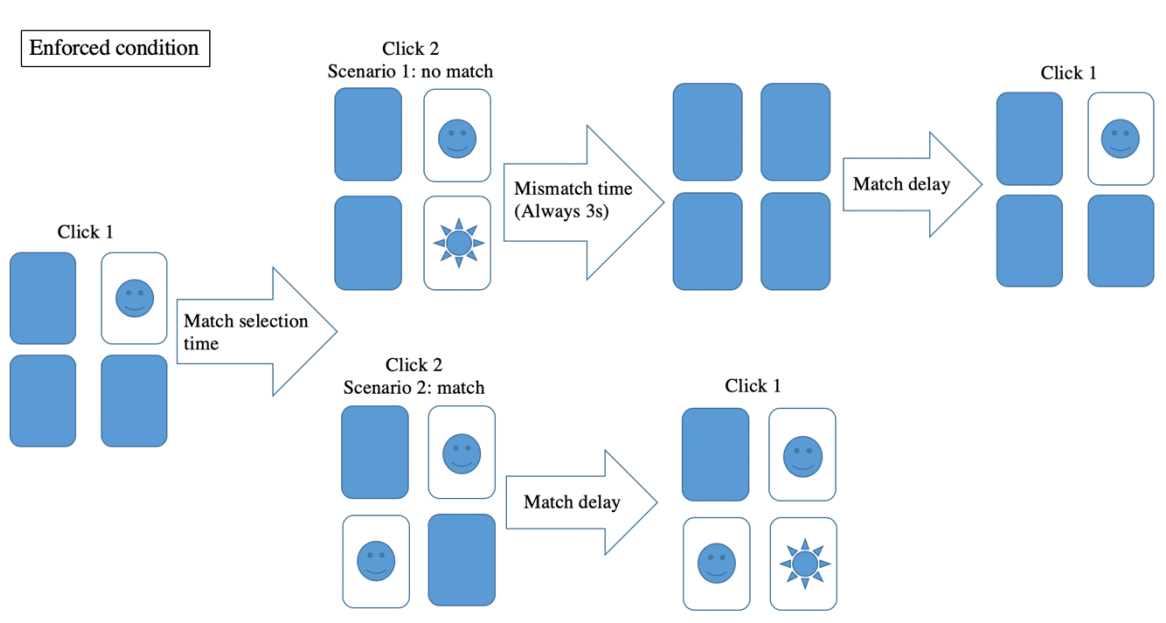 Enforced condition
Click 2
Scenario 1: no match
Click 1
Mismatch time
(Always 3s)
Match delay
Click 1
Match selection
time
Click 2
Scenario 2: match
Click 1
Match delay